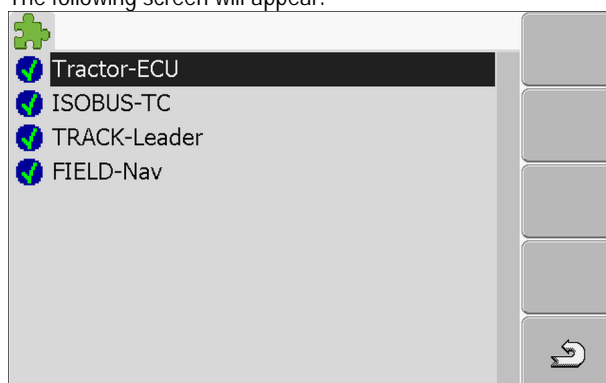 The following screen will appear:
Tractor-ECU
ISOBUS-TC
TRACK-Leader
FIELD-Nav